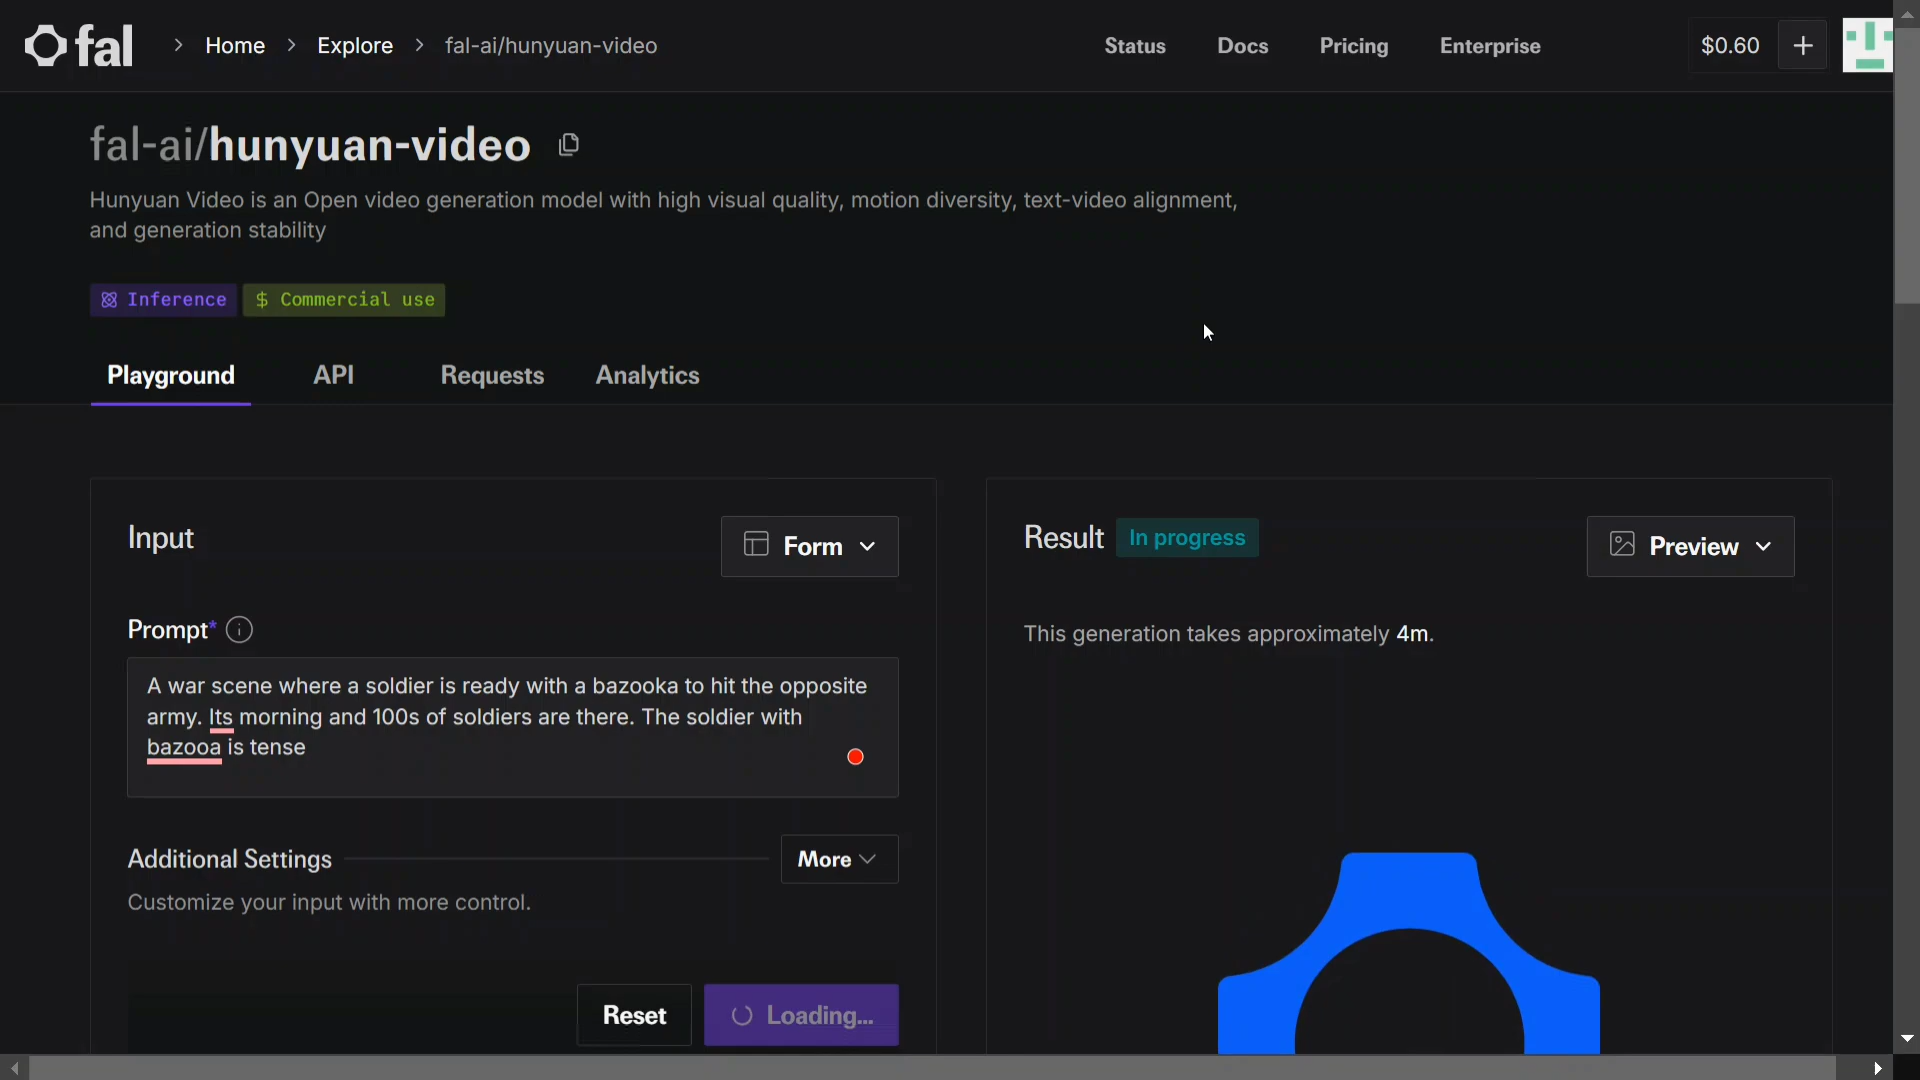 fal > Home > Explore > fal-ai/hunyuan-video Status Docs Pricing Enterprise $0.60 +
fal-ai/hunyuan-video
Hunyuan Video is an Open video generation model with high visual quality, motion diversity, text-video alignment,
and generation stability
Inference $ Commercial use
Playground API Requests Analytics
Input Form
Prompt*
A war scene where a soldier is ready with a bazooka to hit the opposite
army. Its morning and 100s of soldiers are there. The soldier with
bazooa is tense
Additional Settings More
Customize your input with more control.
Reset Loading...
Result In progress Preview
This generation takes approximately 4m.